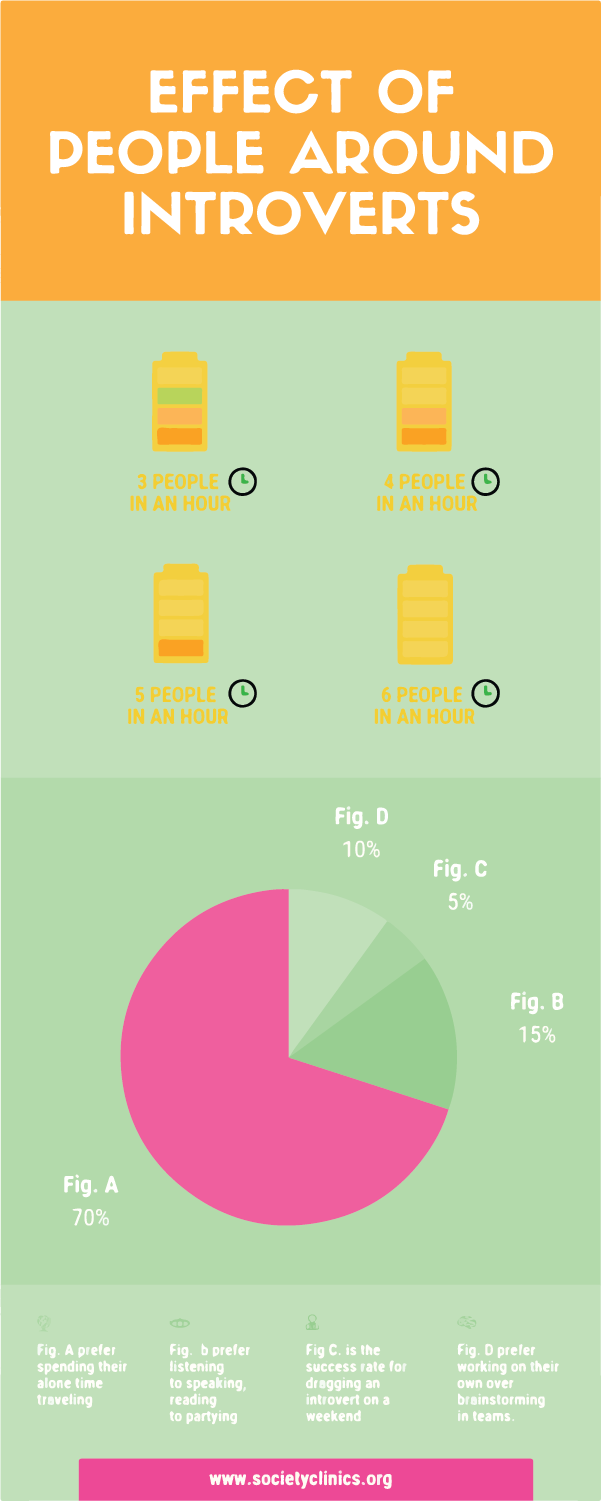 EFFECT OF
PEOPLE AROUND
INTROVERTS
3 PEOPLE
IN AN HOUR
4 PEOPLE
IN AN HOUR
5 PEOPLE
IN AN HOUR
6 PEOPLE
IN AN HOUR
Fig. D
10%
Fig. C
5%
Fig. B
15%
Fig. A
70%
Fig. A prefer
spending their
alone time
traveling
Fig. b prefer
listening
to speaking,
reading
to partying
Fig C. is the
success rate for
dragging an
introvert on a
weekend
Fig. D prefer
working on their
own over
brainstorming
in teams.
www.societyclinics.org